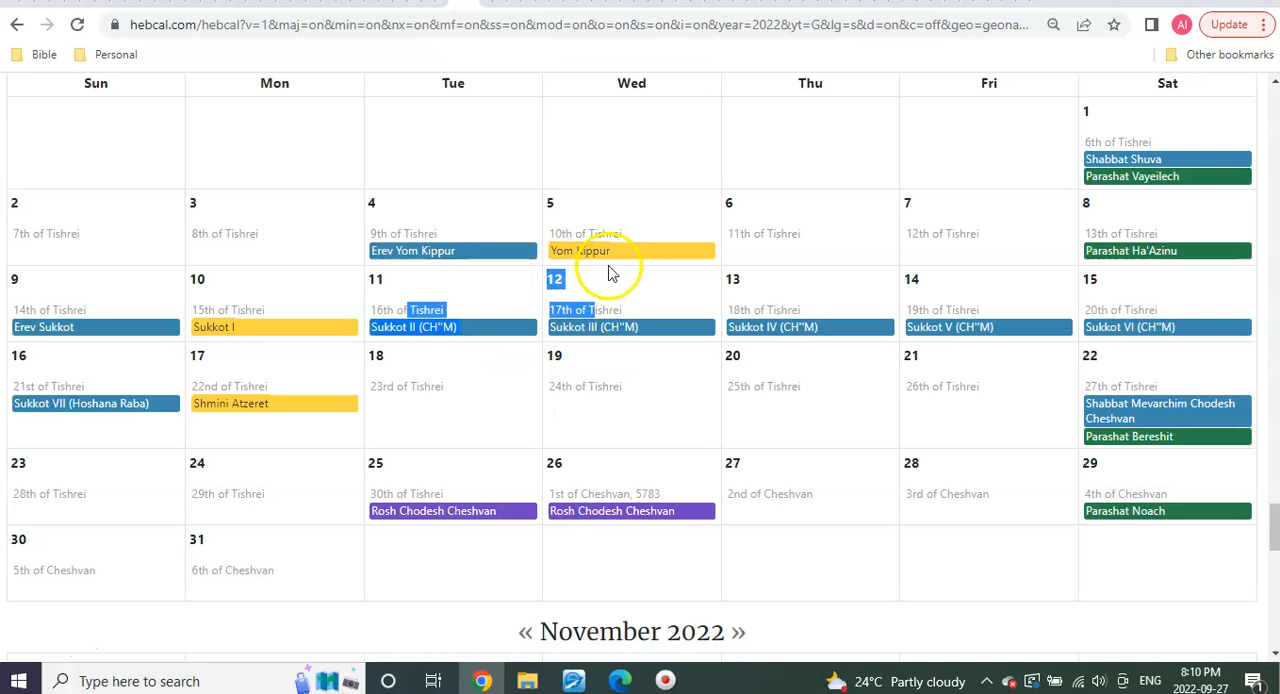 hebcal.com/hebcal?v=1&maj=on&min=on&nx=on&mf=on&ss=on&mod=on&o=on&s=on&i=on&year=2022&yt=G&lg=s&d=on&c=off&geo=geona...
AI
Update
Bible
Personal
Other bookmarks
Sun Mon Tue Wed Thu Fri Sat
1
6th of Tishrei
Shabbat Shuva
Parashat Vayeilech
2 3 4 5 6 7 8
7th of Tishrei 8th of Tishrei 9th of Tishrei 10th of Tishrei 11th of Tishrei 12th of Tishrei 13th of Tishrei
Erev Yom Kippur Yom Kippur Parashat Ha'Azinu
9 10 11 12 13 14 15
14th of Tishrei 15th of Tishrei 16th of Tishrei 17th of Tishrei 18th of Tishrei 19th of Tishrei 20th of Tishrei
Erev Sukkot Sukkot I Sukkot II (CH''M) Sukkot III (CH''M) Sukkot IV (CH''M) Sukkot V (CH''M) Sukkot VI (CH''M)
16 17 18 19 20 21 22
21st of Tishrei 22nd of Tishrei 23rd of Tishrei 24th of Tishrei 25th of Tishrei 26th of Tishrei 27th of Tishrei
Sukkot VII (Hoshana Raba) Shmini Atzeret Shabbat Mevarchim Chodesh
Cheshvan
Parashat Bereshit
23 24 25 26 27 28 29
28th of Tishrei 29th of Tishrei 30th of Tishrei 1st of Cheshvan, 5783 2nd of Cheshvan 3rd of Cheshvan 4th of Cheshvan
Rosh Chodesh Cheshvan Rosh Chodesh Cheshvan Parashat Noach
30 31
5th of Cheshvan 6th of Cheshvan
« November 2022 »
Type here to search
24°C Partly cloudy
ENG
8:10 PM
2022-09-27
1